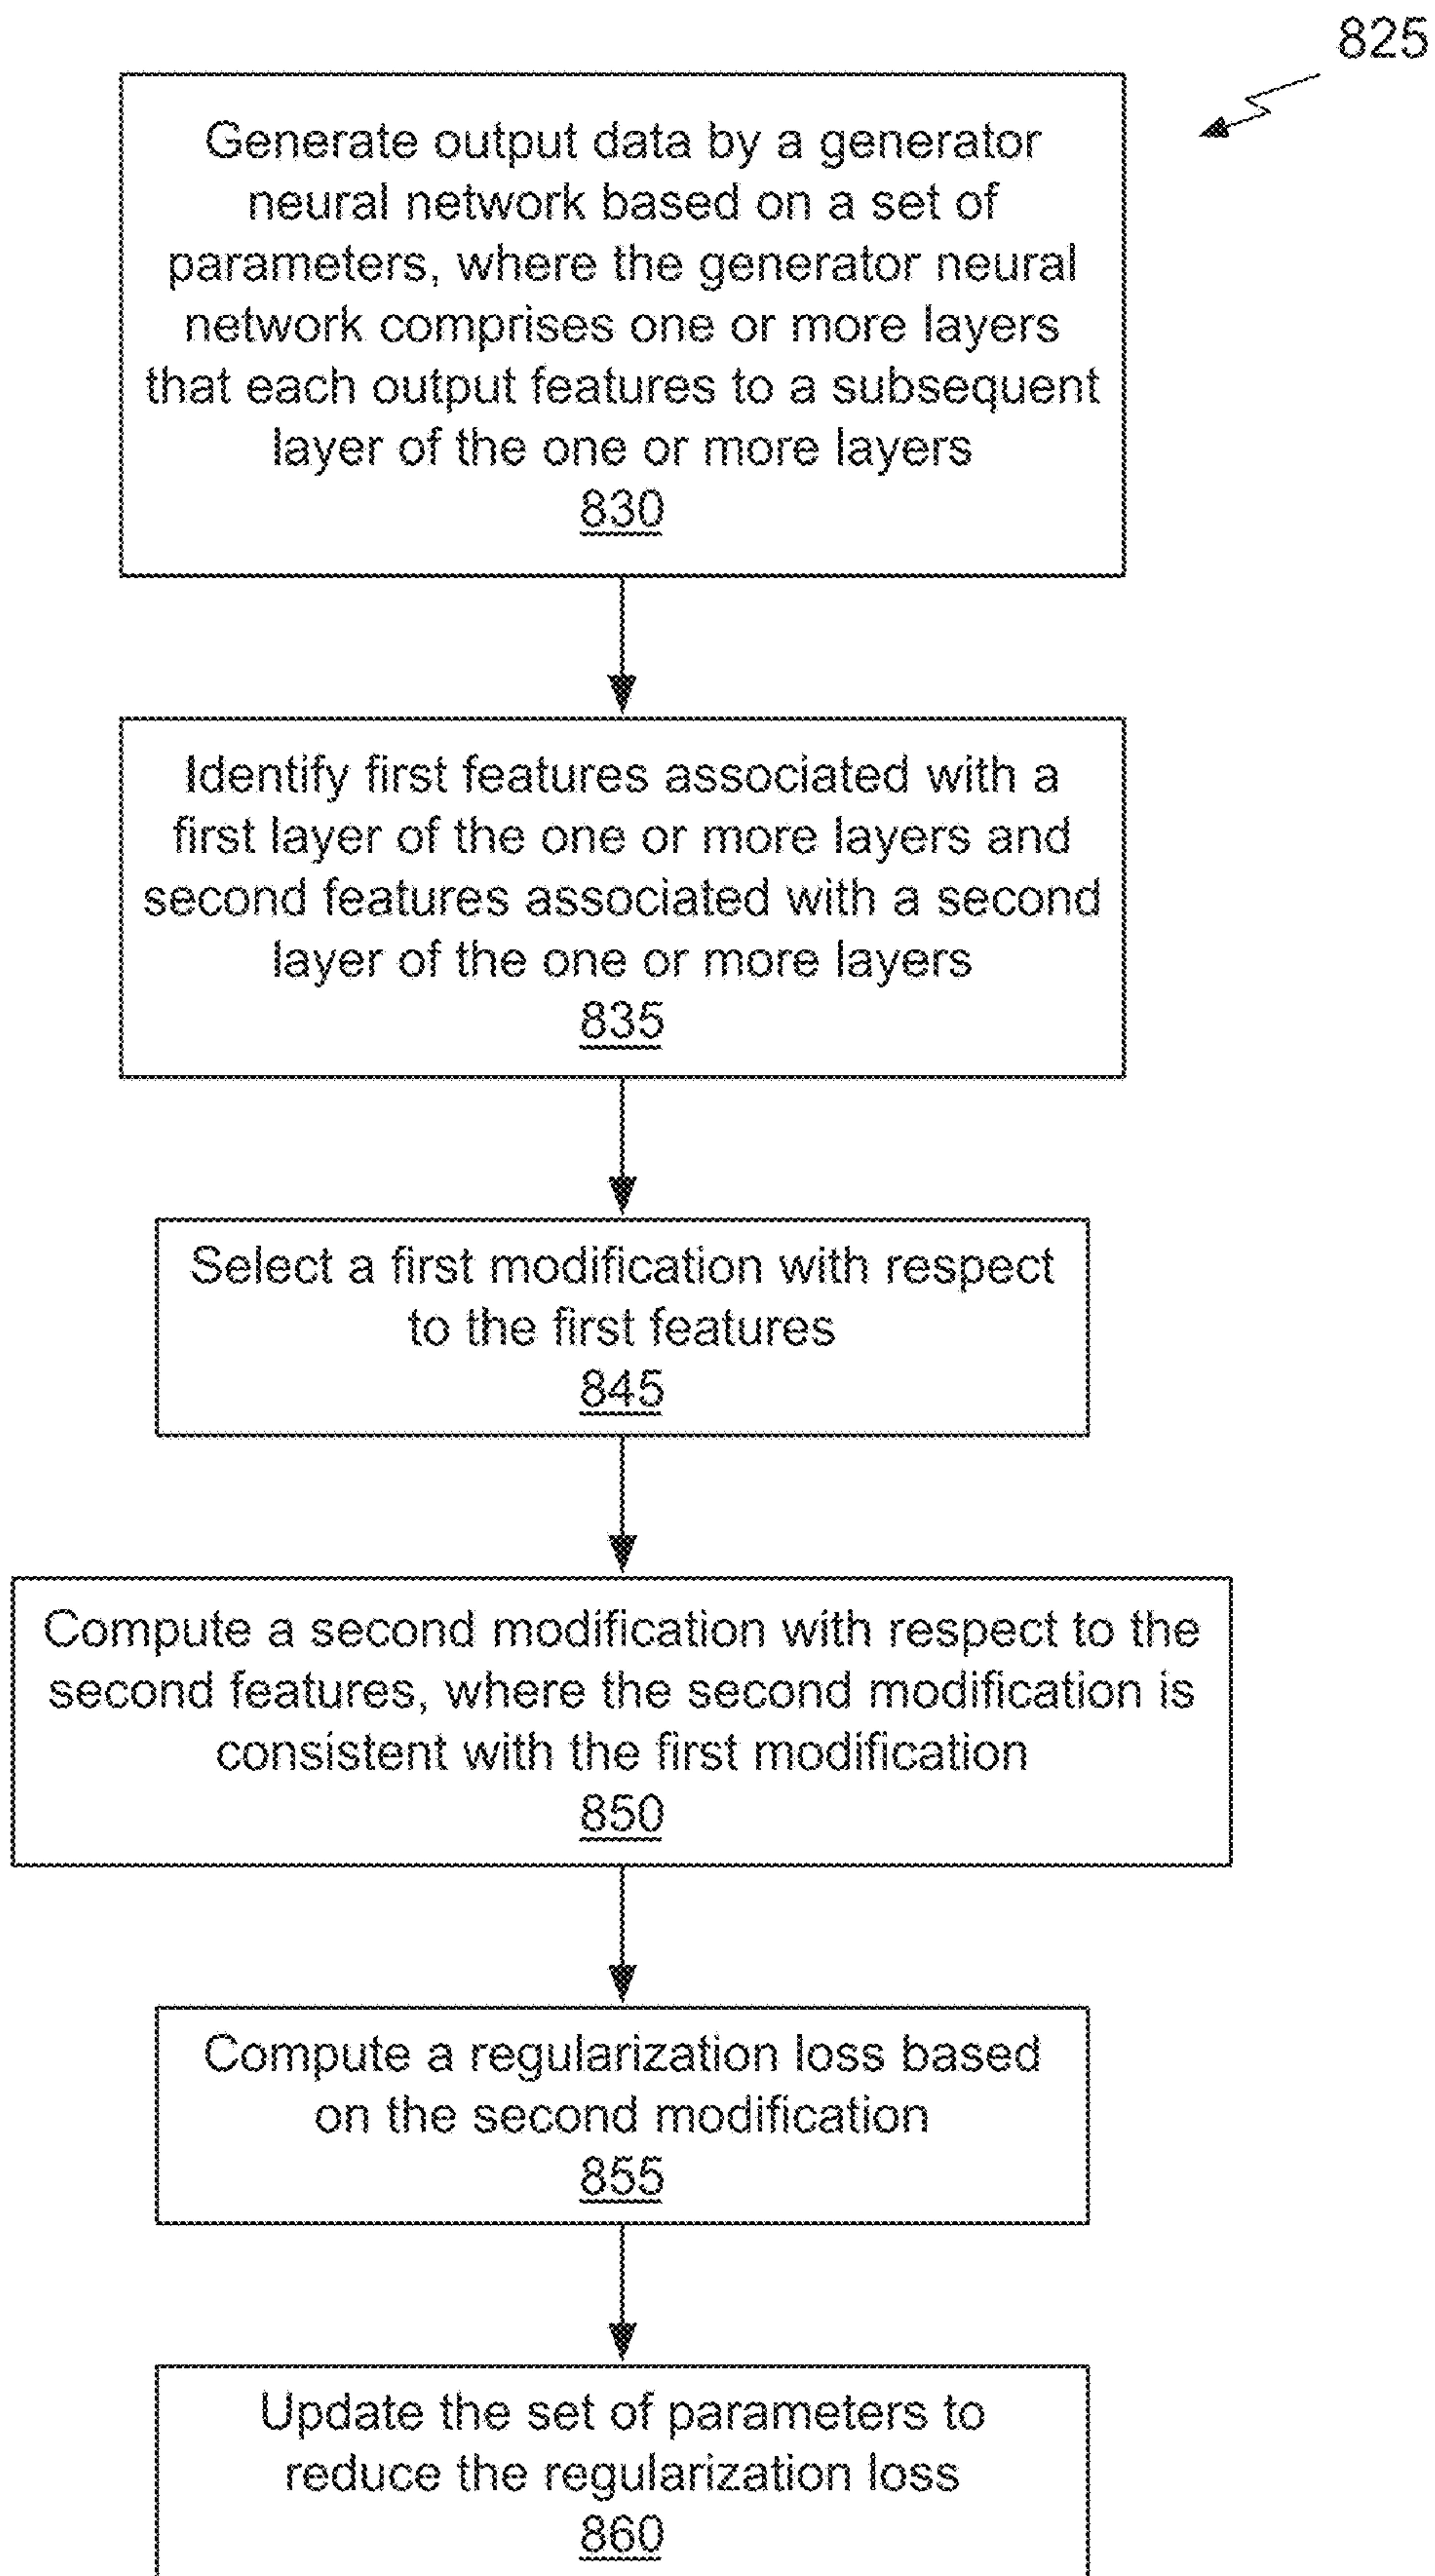 825
Generate output data by a generator
neural network based on a set of
parameters, where the generator neural
network comprises one or more layers
that each output features to a subsequent
layer of the one or more layers
830
Identify first features associated with a
first layer of the one or more layers and
second features associated with a second
layer of the one or more layers
835
Select a first modification with respect
to the first features
845
Compute a second modification with respect to the
second features, where the second modification is
consistent with the first modification
850
Compute a regularization loss based
on the second modification
855
Update the set of parameters to
reduce the regularization loss
860